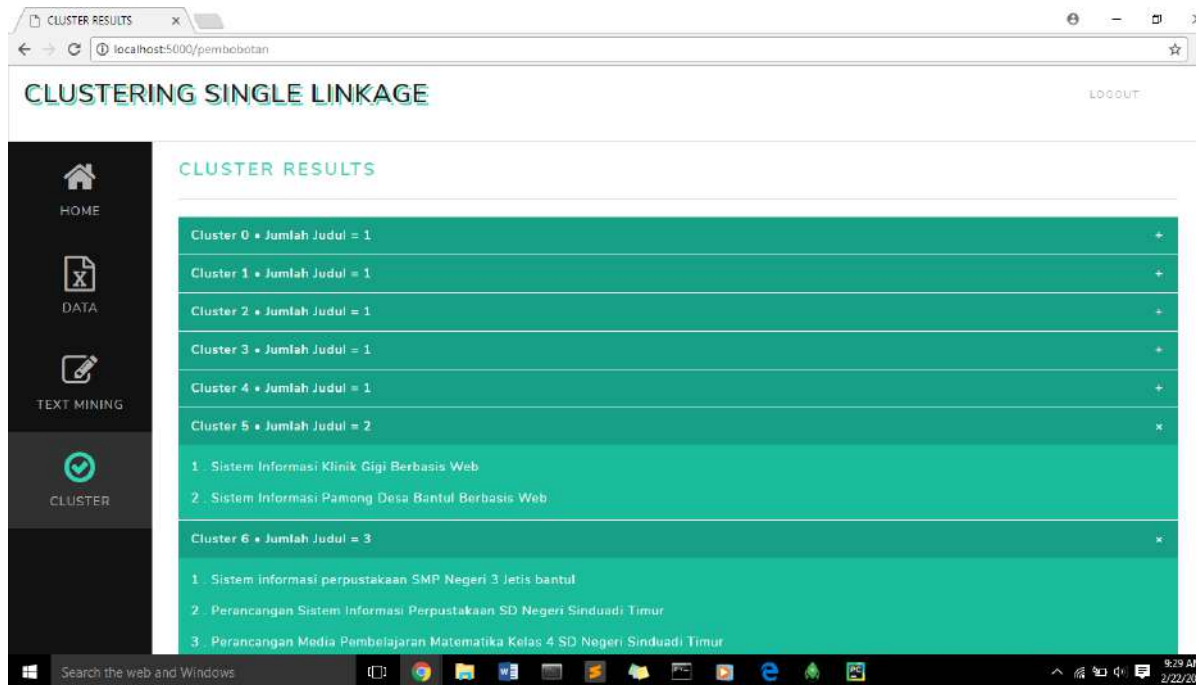 CLUSTER RESULTS
localhost:5000/pembobotan
CLUSTERING SINGLE LINKAGE
LOGOUT
HOME
DATA
TEXT MINING
CLUSTER
CLUSTER RESULTS
Cluster 0 • Jumlah Judul = 1
Cluster 1 • Jumlah Judul = 1
Cluster 2 • Jumlah Judul = 1
Cluster 3 • Jumlah Judul = 1
Cluster 4 • Jumlah Judul = 1
Cluster 5 • Jumlah Judul = 2
1 . Sistem Informasi Klinik Gigi Berbasis Web
2 . Sistem Informasi Pamong Desa Bantul Berbasis Web
Cluster 6 • Jumlah Judul = 3
1 . Sistem informasi perpustakaan SMP Negeri 3 Jetis bantul
2 . Perancangan Sistem Informasi Perpustakaan SD Negeri Sinduadi Timur
3 . Perancangan Media Pembelajaran Matematika Kelas 4 SD Negeri Sinduadi Timur
Search the web and Windows
9:29 AM
2/22/20